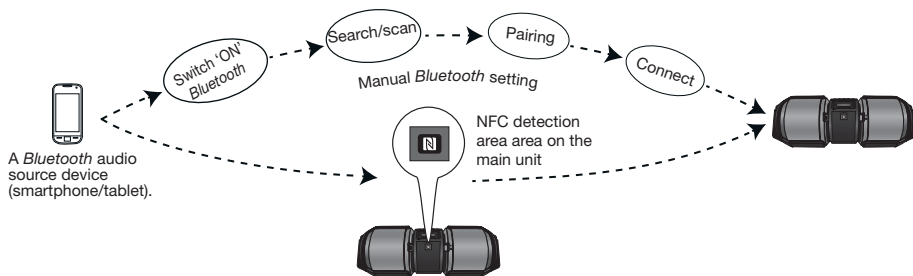 Switch 'ON'
Bluetooth
Search/scan
Pairing
Connect
Manual Bluetooth setting
A Bluetooth audio
source device
(smartphone/tablet).
NFC detection
area area on the
main unit